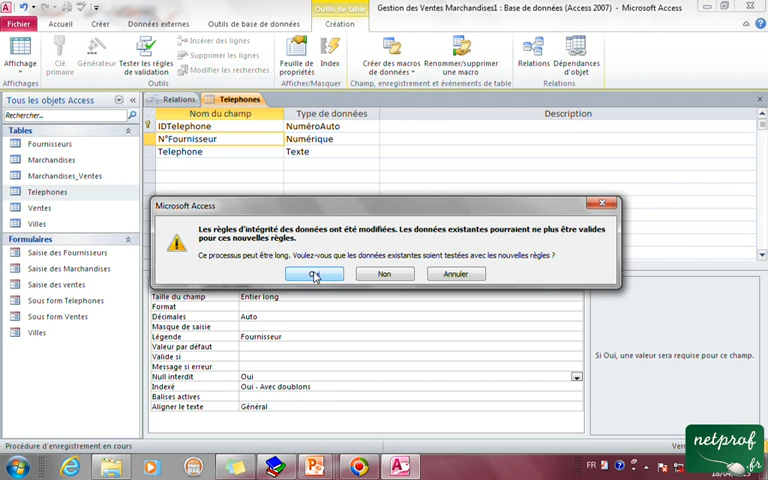 Outils de table
Gestion des Ventes Marchandises1 : Base de données (Access 2007) - Microsoft Access
Fichier
Accueil
Créer
Données externes
Outils de base de données
Création
Affichage
Clé primaire
Générateur
Tester les règles de validation
Insérer des lignes
Supprimer les lignes
Modifier les recherches
Feuille de propriétés
Index
Créer des macros de données
Renommer/supprimer une macro
Relations
Dépendances d'objet
Affichages
Outils
Afficher/Masquer
Champ, enregistrement et événements de table
Relations
Tous les objets Access
Rechercher...
Tables
Fournisseurs
Marchandises
Marchandises_Ventes
Telephones
Ventes
Villes
Formulaires
Saisie des Fournisseurs
Saisie des Marchandises
Saisie des ventes
Sous form Telephones
Sous form Ventes
Villes
Relations
Telephones
Nom du champ
Type de données
Description
IDTelephone
NuméroAuto
N°Fournisseur
Numérique
Telephone
Texte
Microsoft Access
Les règles d'intégrité des données ont été modifiées. Les données existantes pourraient ne plus être valides
pour ces nouvelles règles.
Ce processus peut être long. Voulez-vous que les données existantes soient testées avec les nouvelles règles ?
Oui
Non
Annuler
Taille du champ
Entier long
Format
Décimales
Auto
Masque de saisie
Légende
Fournisseur
Valeur par défaut
Valide si
Message si erreur
Null interdit
Oui
Indexé
Oui - Avec doublons
Balises actives
Aligner le texte
Général
Si Oui, une valeur sera requise pour ce champ.
Procédure d'enregistrement en cours
FR
netprof
.fr